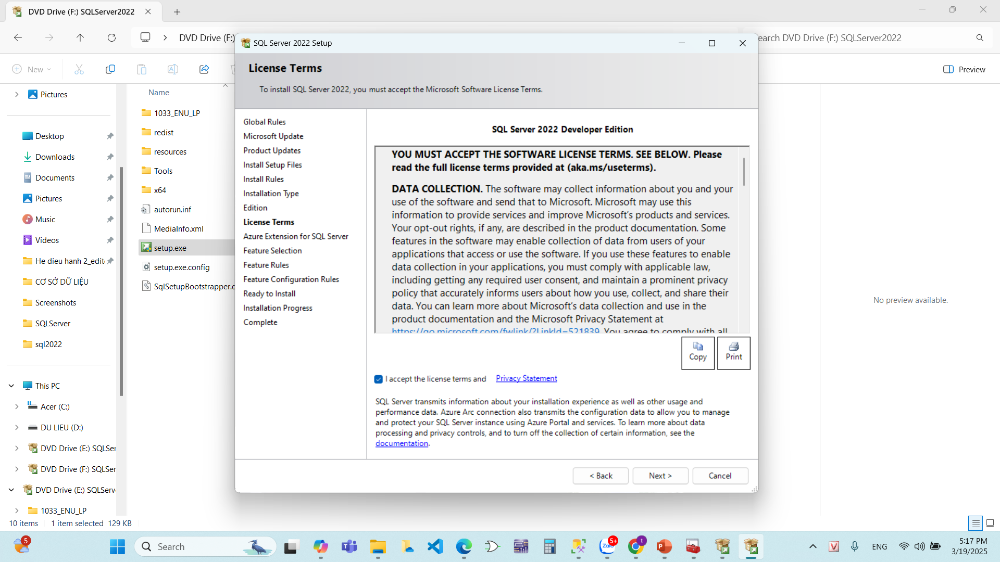 DVD Drive (F:) SQLServer2022
DVD Drive (F:)
earch DVD Drive (F:) SQLServer2022
New
Preview
Pictures
Desktop
Downloads
Documents
Pictures
Music
Videos
He dieu hanh 2_edit
CƠ SỞ DỮ LIỆU
Screenshots
SQLServer
sql2022
This PC
Acer (C:)
DU LIEU (D:)
DVD Drive (E:) SQLSer
DVD Drive (F:) SQLSer
DVD Drive (E:) SQLServ
1033_ENU_LP
Name
1033_ENU_LP
redist
resources
Tools
x64
autorun.inf
MediaInfo.xml
setup.exe
setup.exe.config
SqlSetupBootstrapper.
No preview available.
SQL Server 2022 Setup
License Terms
To install SQL Server 2022, you must accept the Microsoft Software License Terms.
Global Rules
Microsoft Update
Product Updates
Install Setup Files
Install Rules
Installation Type
Edition
License Terms
Azure Extension for SQL Server
Feature Selection
Feature Rules
Feature Configuration Rules
Ready to Install
Installation Progress
Complete
SQL Server 2022 Developer Edition
YOU MUST ACCEPT THE SOFTWARE LICENSE TERMS. SEE BELOW. Please
read the full license terms provided at (aka.ms/useterms).
DATA COLLECTION. The software may collect information about you and your
use of the software and send that to Microsoft. Microsoft may use this
information to provide services and improve Microsoft's products and services.
Your opt-out rights, if any, are described in the product documentation. Some
features in the software may enable collection of data from users of your
applications that access or use the software. If you use these features to enable
data collection in your applications, you must comply with applicable law,
including getting any required user consent, and maintain a prominent privacy
policy that accurately informs users about how you use, collect, and share their
data. You can learn more about Microsoft's data collection and use in the
product documentation and the Microsoft Privacy Statement at
https://go.microsoft.com/fwlink/?LinkId=521839. You agree to comply with all
Copy
Print
I accept the license terms and Privacy Statement
SQL Server transmits information about your installation experience as well as other usage and
performance data. Azure Arc connection also transmits the configuration data to allow you to manage
and protect your SQL Server instance using Azure Portal and services. To learn more about data
processing and privacy controls, and to turn off the collection of certain information, see the
documentation.
< Back
Next >
Cancel
10 items
1 item selected 129 KB
5
Search
5+
t
ENG
5:17 PM
3/19/2025